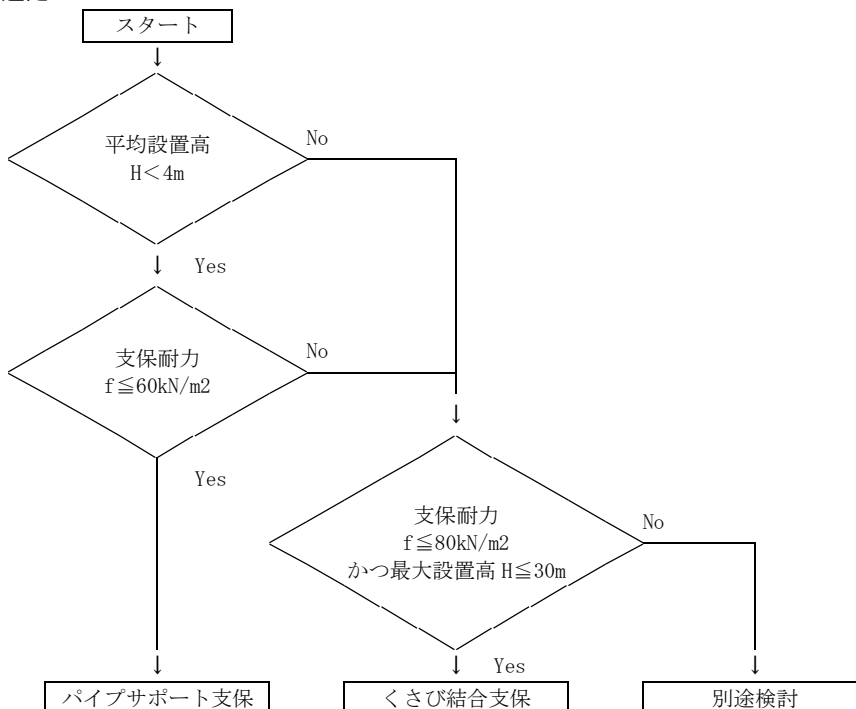 スタート
↓
平均設置高
H＜4m
No
↓ Yes
支保耐力
f≦60kN/m2
No
↓
Yes
支保耐力
f≦80kN/m2
かつ最大設置高 H≦30m
No
↓
↓ Yes
↓
パイプサポート支保
くさび結合支保
別途検討